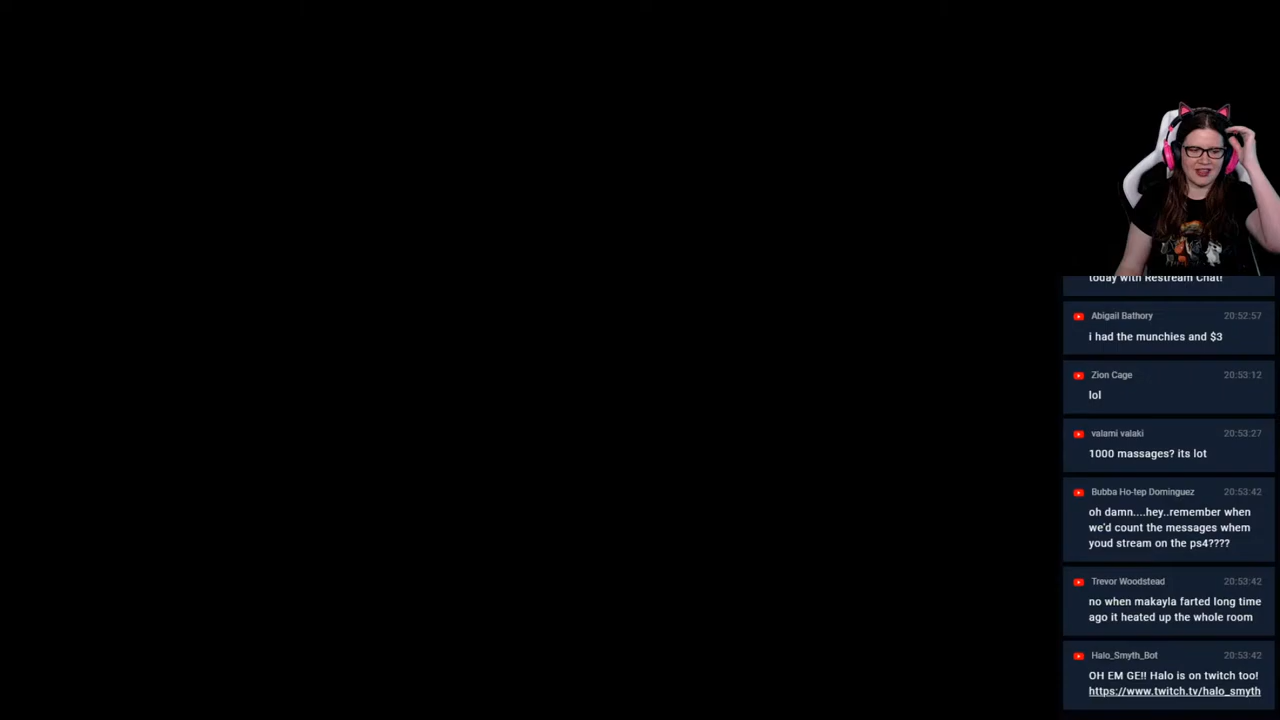 today with Restream Chat!
Abigail Bathory 20:52:57
i had the munchies and $3
Zion Cage 20:53:12
lol
valami valaki 20:53:27
1000 massages? its lot
Bubba Ho-tep Dominguez 20:53:42
oh damn....hey..remember when
we'd count the messages whem
youd stream on the ps4????
Trevor Woodstead 20:53:42
no when makayla farted long time
ago it heated up the whole room
Halo_Smyth_Bot 20:53:42
OH EM GE!! Halo is on twitch too!
https://www.twitch.tv/halo_smyth